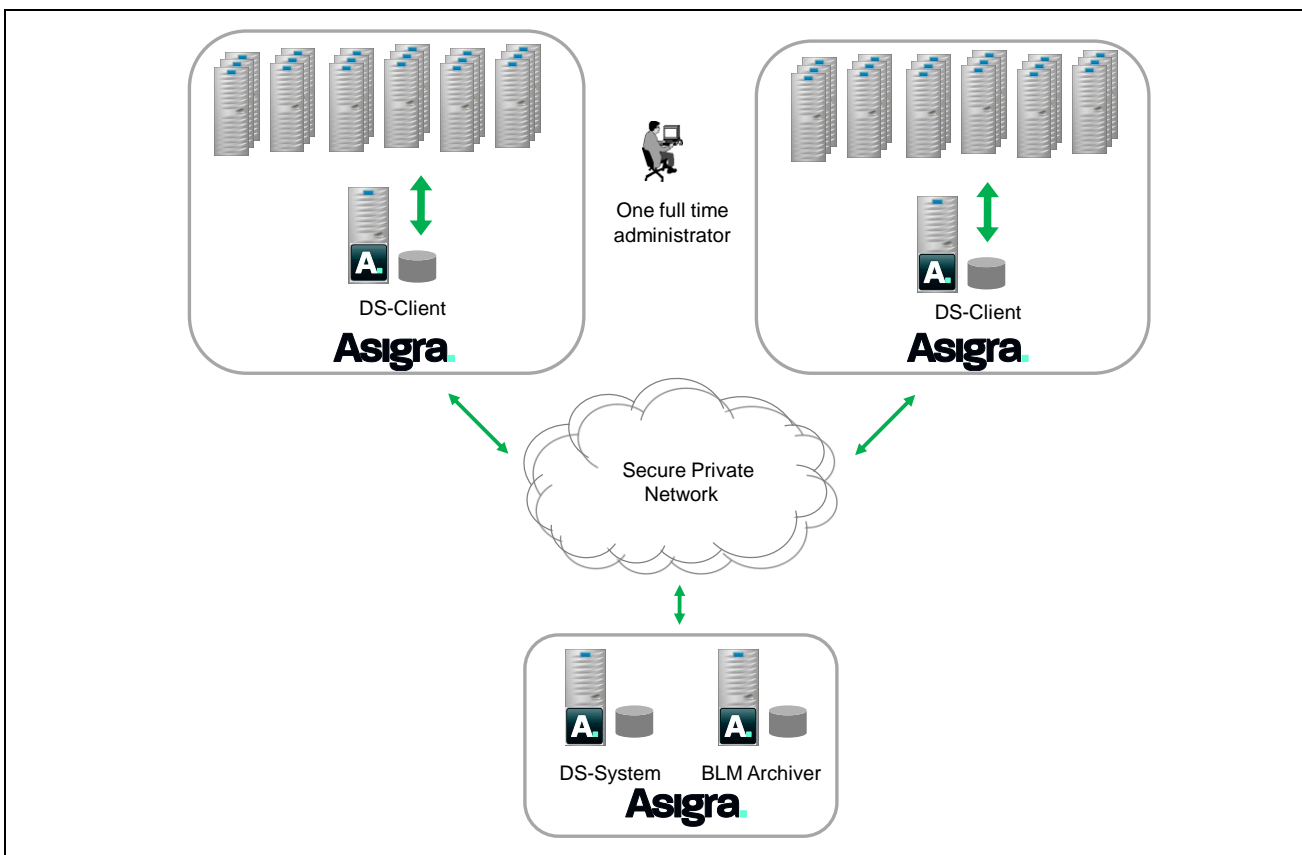 One full time
administrator
A.
DS-Client
Asigra.
A.
DS-Client
Asigra.
Secure Private
Network
A.
DS-System
A.
BLM Archiver
Asigra.